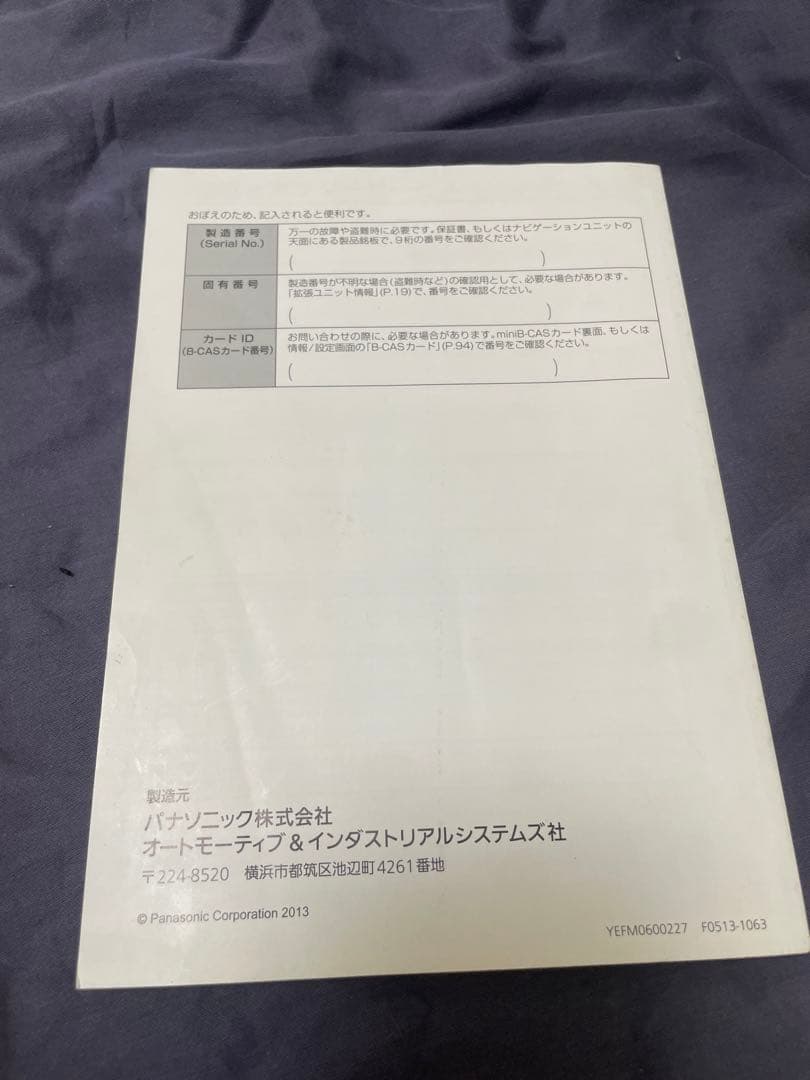 おぼえのため、記入されると便利です。
製造番号
(Serial No.)
万一の故障や盗難時に必要です。保証書、もしくはナビゲーションユニットの
天面にある製品銘板で、9桁の番号をご確認ください。
( )
固有番号
製造番号が不明な場合(盗難時など)の確認用として、必要な場合があります。
「拡張ユニット情報」(P.19)で、番号をご確認ください。
( )
カードID
(B-CASカード番号)
お問い合わせの際に、必要な場合があります。miniB-CASカード裏面、もしくは
情報/設定画面の「B-CASカード」(P.94)で番号をご確認ください。
( )
製造元
パナソニック株式会社
オートモーティブ&インダストリアルシステムズ社
〒224-8520 横浜市都筑区池辺町4261番地
© Panasonic Corporation 2013
YEFM0600227 F0513-1063